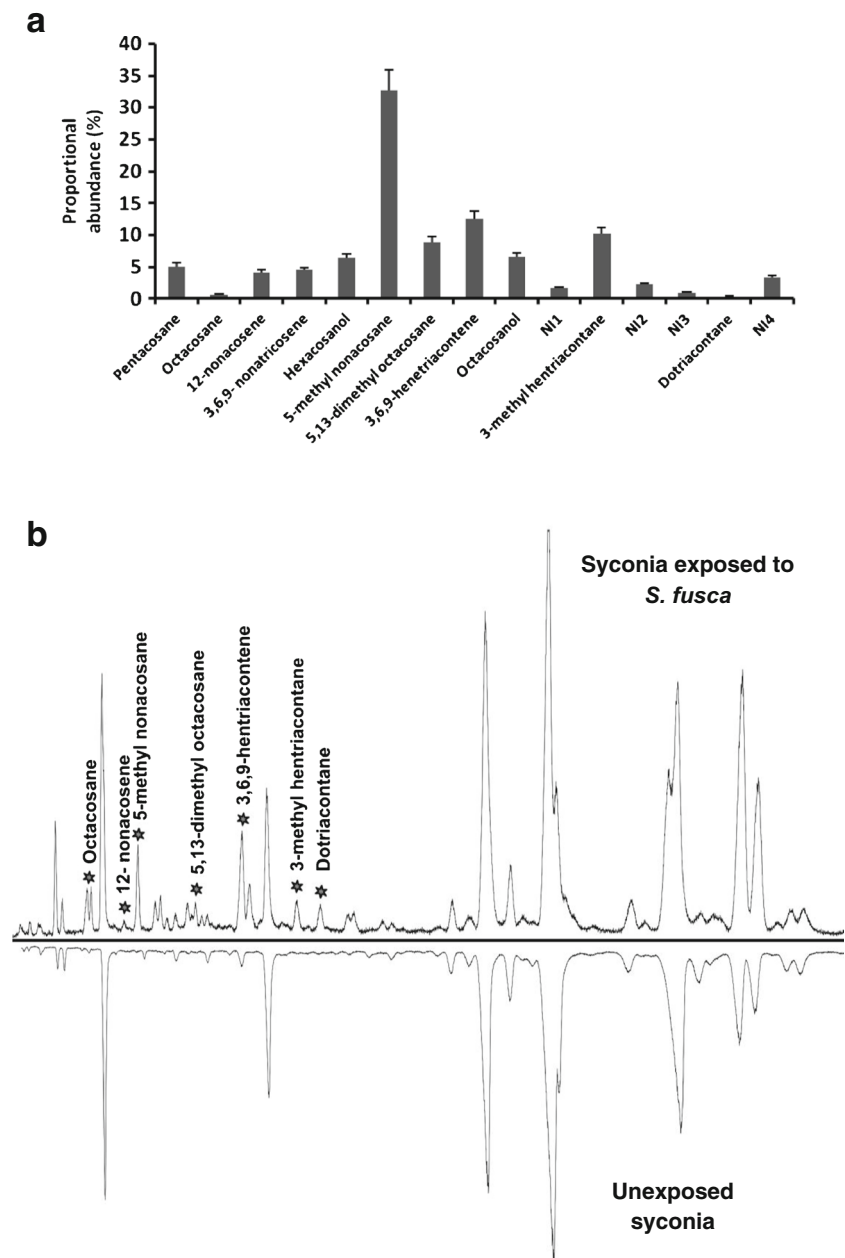 a
Proportional
abundance (%)
40
35
30
25
20
15
10
5
0
Pentacosane
Octacosane
12-nonacosene
3,6,9- nonatricosene
Hexacosanol
5-methyl nonacosane
5,13-dimethyl octacosane
3,6,9-henetriacontene
Octacosanol
NI1
3-methyl hentriacontane
NI2
NI3
Dotriacontane
NI4
b
Syconia exposed to
S. fusca
Octacosane
12- nonacosene
5-methyl nonacosane
5,13-dimethyl octacosane
3,6,9-hentriacontene
3-methyl hentriacontane
Dotriacontane
Unexposed
syconia